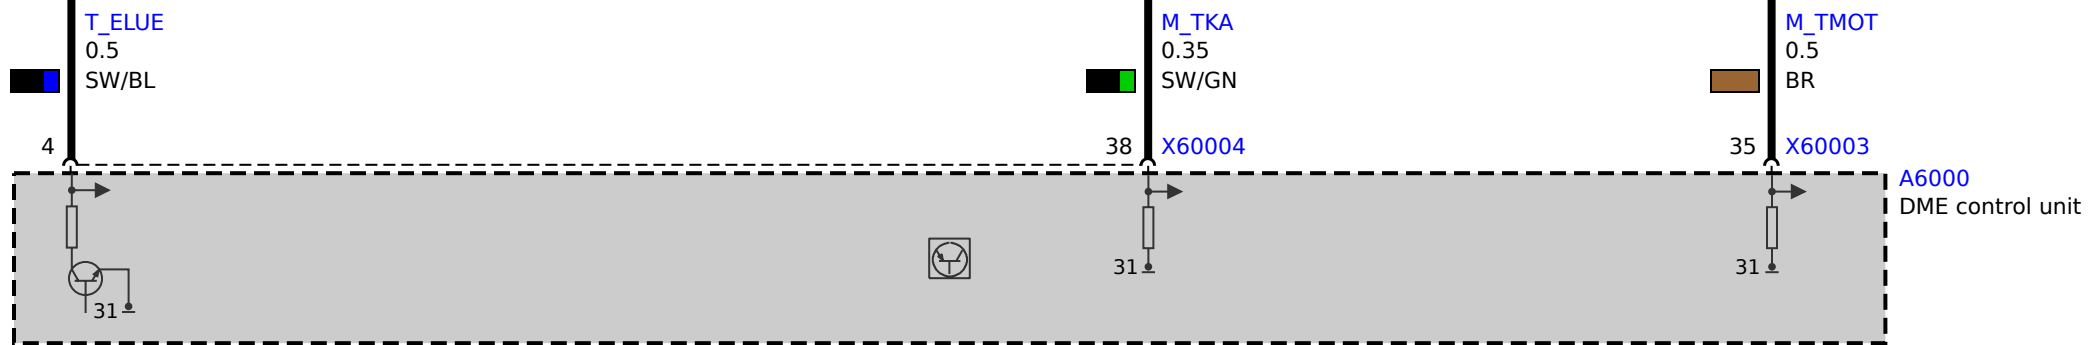 T_ELUE
0.5
SW/BL
4
M_TKA
0.35
SW/GN
38 X60004
M_TMOT
0.5
BR
35 X60003
A6000
DME control unit
31
31
31